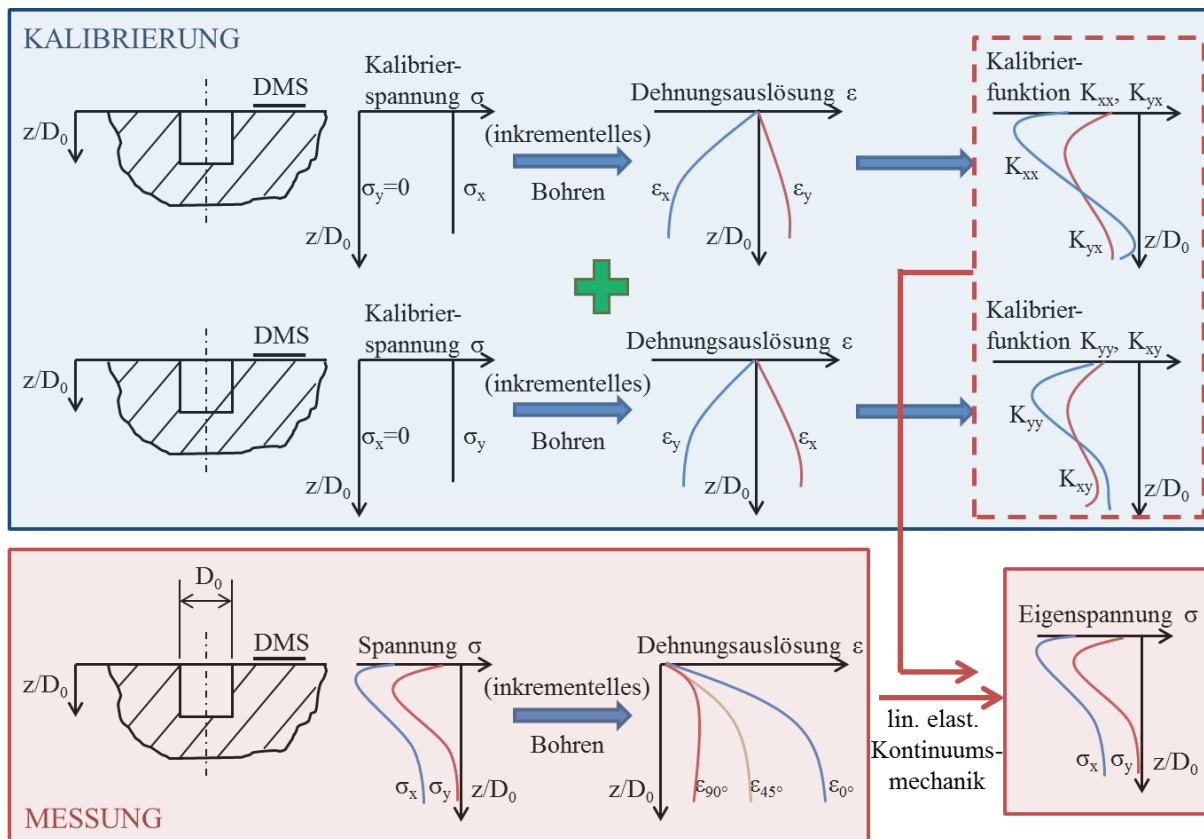 KALIBRIERUNG
DMS
z/D₀
Kalibrier-
spannung σ
σy=0
σx
z/D₀
(inkrementelles)
Bohren
Dehnungsauslösung ε
εx
εy
z/D₀
Kalibrier-
funktion Kxx, Kyx
Kxx
Kyx
z/D₀
DMS
z/D₀
Kalibrier-
spannung σ
σx=0
σy
z/D₀
(inkrementelles)
Bohren
Dehnungsauslösung ε
εy
εx
z/D₀
Kalibrier-
funktion Kyy, Kxy
Kyy
Kxy
z/D₀
D₀
DMS
z/D₀
Spannung σ
σx
σy
z/D₀
(inkrementelles)
Bohren
Dehnungsauslösung ε
z/D₀
ε90°
ε45°
ε0°
MESSUNG
lin. elast.
Kontinuums-
mechanik
Eigenspannung σ
σx
σy
z/D₀